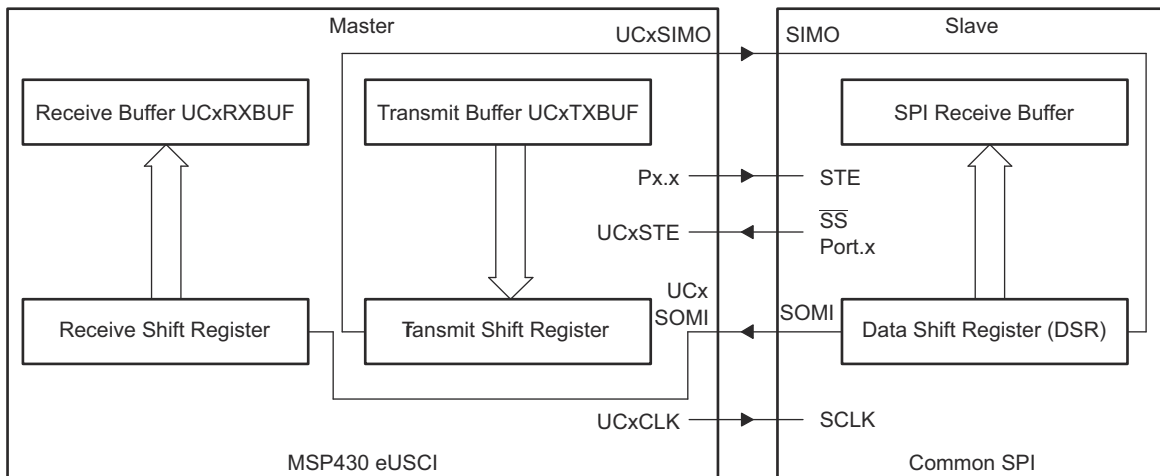 Master
UCxSIMO
SIMO
Slave
Receive Buffer UCxRXBUF
Transmit Buffer UCxTXBUF
SPI Receive Buffer
Px.x
STE
UCxSTE
SS
Port.x
UCx
SOMI
SOMI
Receive Shift Register
Tansmit Shift Register
Data Shift Register (DSR)
UCxCLK
SCLK
MSP430 eUSCI
Common SPI